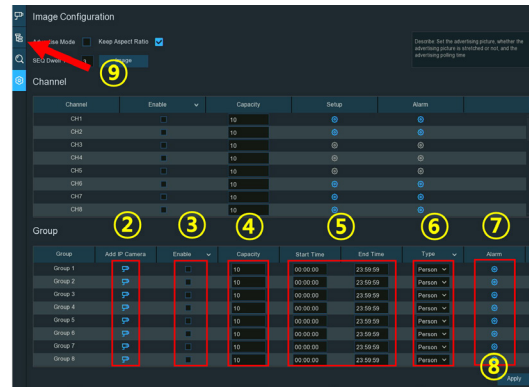 Image Configuration
Mode Keep Aspect Ratio
SEQ Dwell Image
Describe: Set the advertising picture, whether the
advertising picture is stretched or not, and the
advertising polling time
9
Channel
Channel Enable Capacity Setup Alarm
CH1 10
CH2 10
CH3 10
CH4 10
CH5 10
CH6 10
CH7 10
CH8 10
2 3 4 5 6 7
Group
Group Add IP Camera Enable Capacity Start Time End Time Type Alarm
Group 1 10 00:00:00 23:59:59 Person
Group 2 10 00:00:00 23:59:59 Person
Group 3 10 00:00:00 23:59:59 Person
Group 4 10 00:00:00 23:59:59 Person
Group 5 10 00:00:00 23:59:59 Person
Group 6 10 00:00:00 23:59:59 Person
Group 7 10 00:00:00 23:59:59 Person
Group 8 10 00:00:00 23:59:59 Person
8
Apply